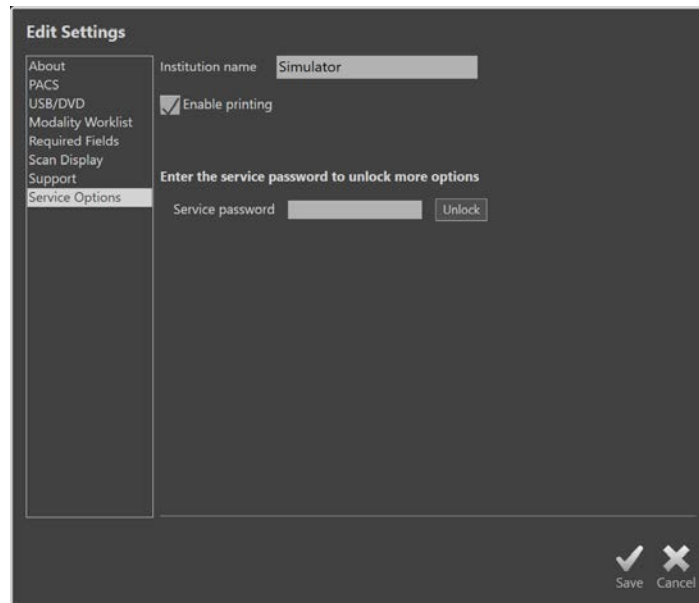 Edit Settings
About
PACS
USB/DVD
Modality Worklist
Required Fields
Scan Display
Support
Service Options
Institution name Simulator
Enable printing
Enter the service password to unlock more options
Service password Unlock
Save Cancel